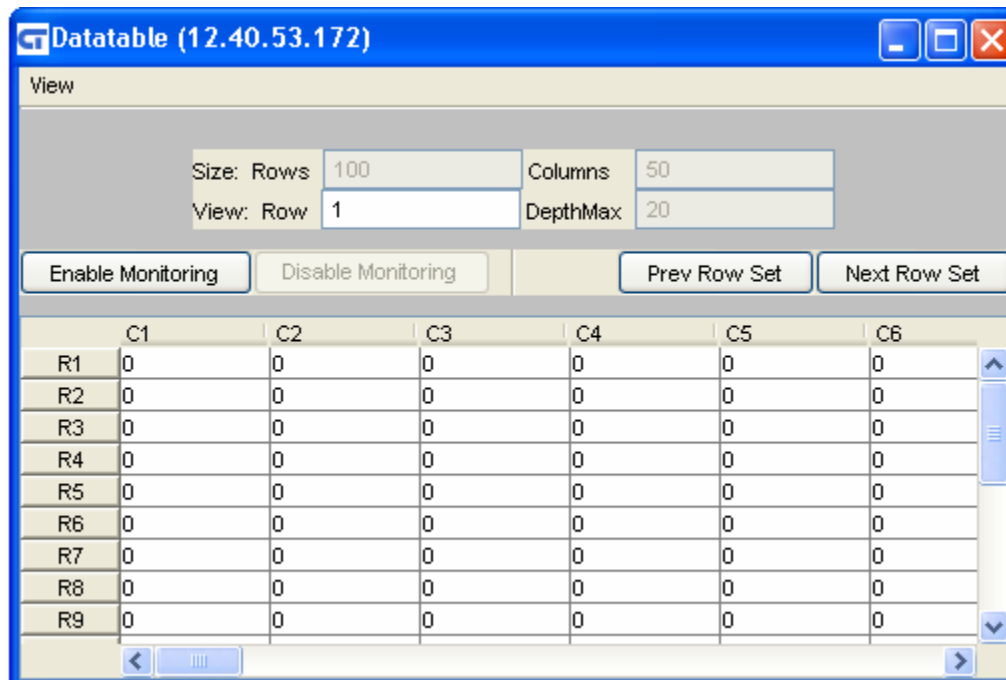 CT Datatable (12.40.53.172)
View
Size: Rows 100 Columns 50
View: Row 1 DepthMax 20
Enable Monitoring Disable Monitoring Prev Row Set Next Row Set
C1 C2 C3 C4 C5 C6
R1 0 0 0 0 0 0
R2 0 0 0 0 0 0
R3 0 0 0 0 0 0
R4 0 0 0 0 0 0
R5 0 0 0 0 0 0
R6 0 0 0 0 0 0
R7 0 0 0 0 0 0
R8 0 0 0 0 0 0
R9 0 0 0 0 0 0